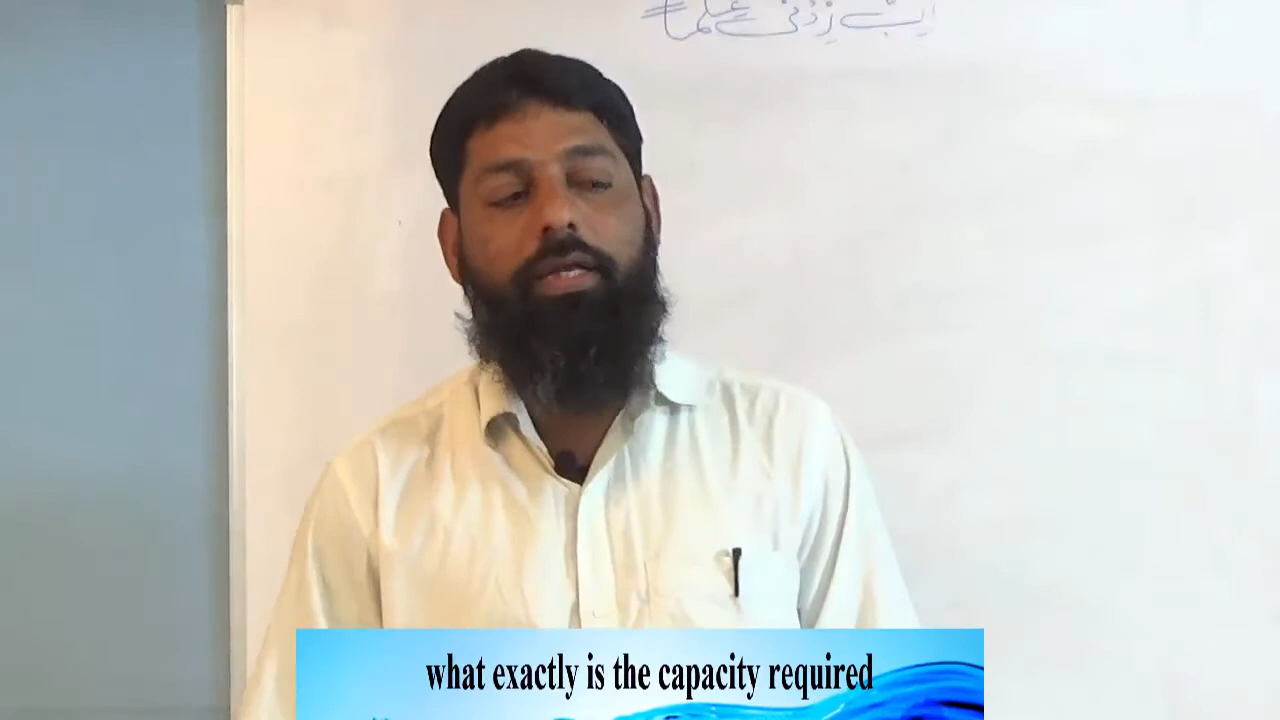 رَبِّ زِدْنِي عِلْمًا
what exactly is the capacity required